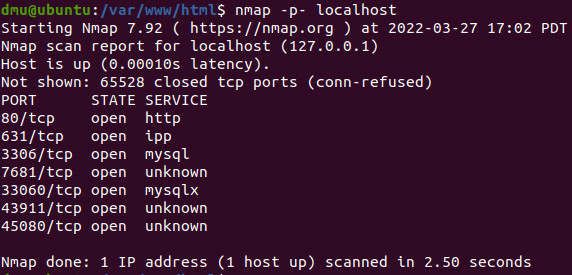 dmu@ubuntu:/var/www/html$ nmap -p- localhost
Starting Nmap 7.92 ( https://nmap.org ) at 2022-03-27 17:02 PDT
Nmap scan report for localhost (127.0.0.1)
Host is up (0.00010s latency).
Not shown: 65528 closed tcp ports (conn-refused)
PORT      STATE SERVICE
80/tcp    open  http
631/tcp   open  ipp
3306/tcp  open  mysql
7681/tcp  open  unknown
33060/tcp open  mysqlx
43911/tcp open  unknown
45080/tcp open  unknown
Nmap done: 1 IP address (1 host up) scanned in 2.50 seconds